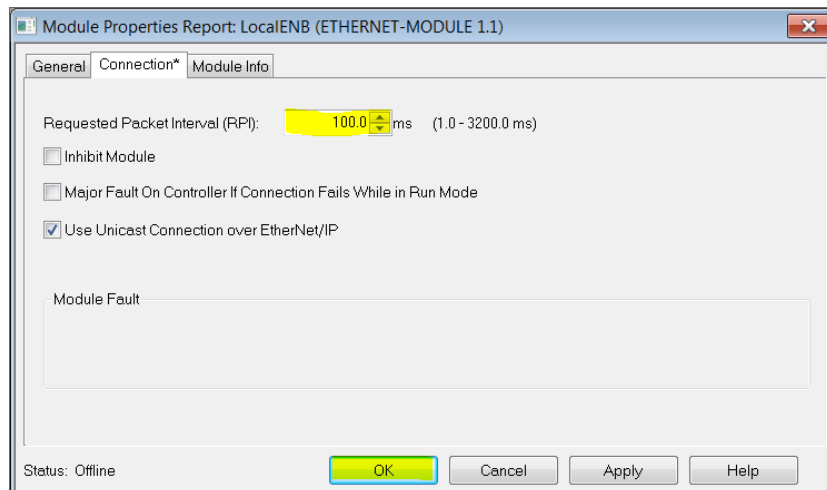 Module Properties Report: LocalENB (ETHERNET-MODULE 1.1)
General Connection* Module Info
Requested Packet Interval (RPI): 100.0 ms (1.0 - 3200.0 ms)
Inhibit Module
Major Fault On Controller If Connection Fails While in Run Mode
Use Unicast Connection over EtherNet/IP
Module Fault
Status: Offline OK Cancel Apply Help